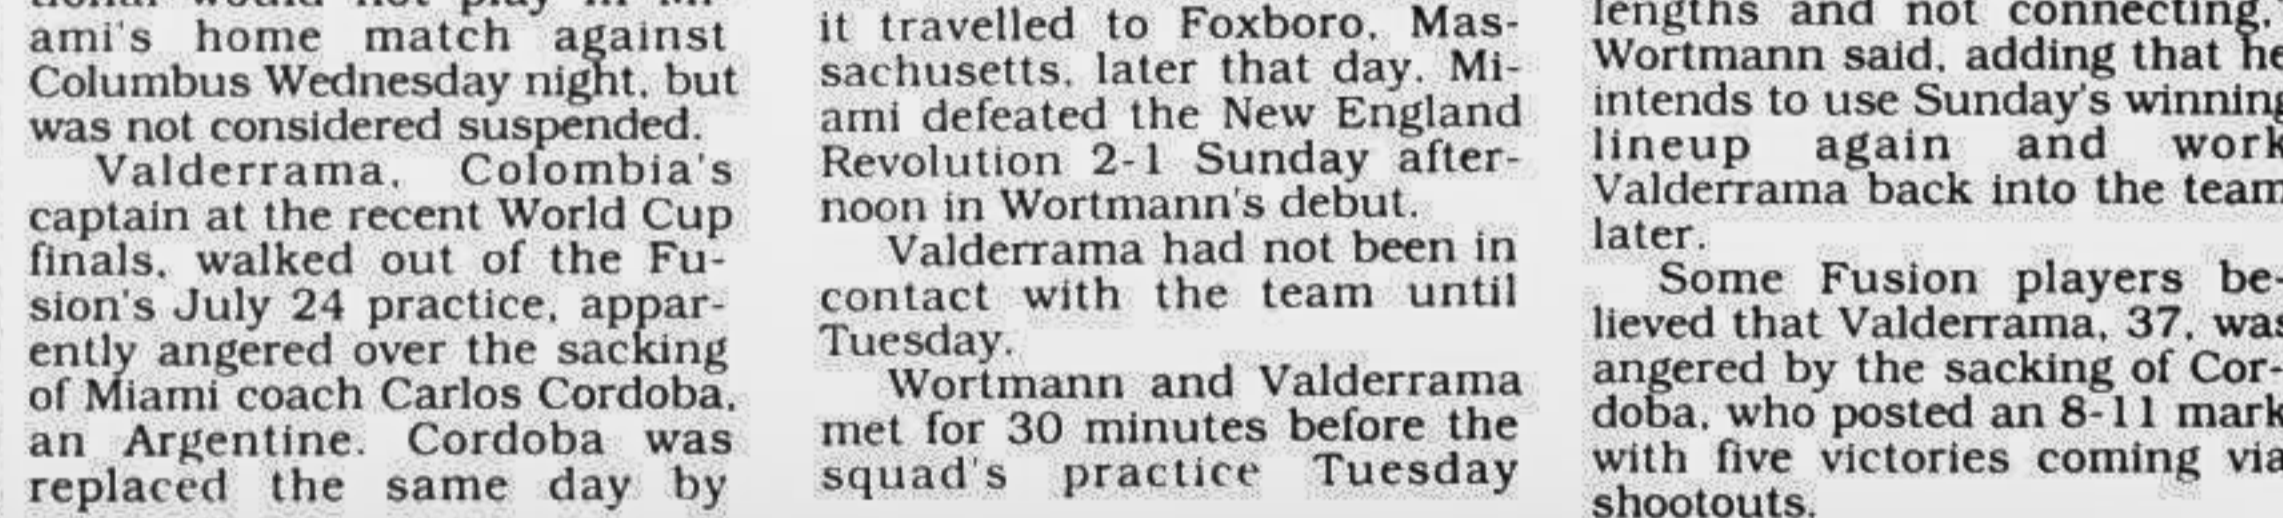 ami's home match against
Columbus Wednesday night, but
was not considered suspended.
Valderrama, Colombia's
captain at the recent World Cup
finals, walked out of the Fu-
sion's July 24 practice, appar-
ently angered over the sacking
of Miami coach Carlos Cordoba,
an Argentine. Cordoba was
replaced the same day by
it travelled to Foxboro, Mas-
sachusetts, later that day. Mi-
ami defeated the New England
Revolution 2-1 Sunday after-
noon in Wortmann's debut.
Valderrama had not been in
contact with the team until
Tuesday.
Wortmann and Valderrama
met for 30 minutes before the
squad's practice Tuesday
lengths and not connecting,"
Wortmann said, adding that he
intends to use Sunday's winning
lineup again and work
Valderrama back into the team
later.
Some Fusion players be-
lieved that Valderrama, 37, was
angered by the sacking of Cor-
doba, who posted an 8-11 mark
with five victories coming via
shootouts.